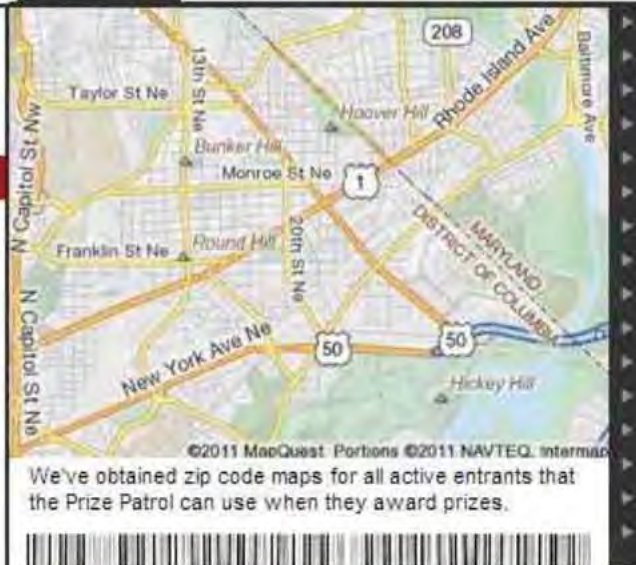 208
Rhode Island Ave
Baltimore Ave
13th St Ne
Taylor St Ne
Hoover Hill
N Capitol St Nw
Bunker Hill
Monroe St Ne
1
MARYLAND
DISTRICT OF COLUMBIA
20th St Ne
Franklin St Ne
Round Hill
N Capitol St Ne
New York Ave Ne
50
50
Hickey Hill
©2011 MapQuest Portions ©2011 NAVTEQ, Intermap
We've obtained zip code maps for all active entrants that
the Prize Patrol can use when they award prizes.